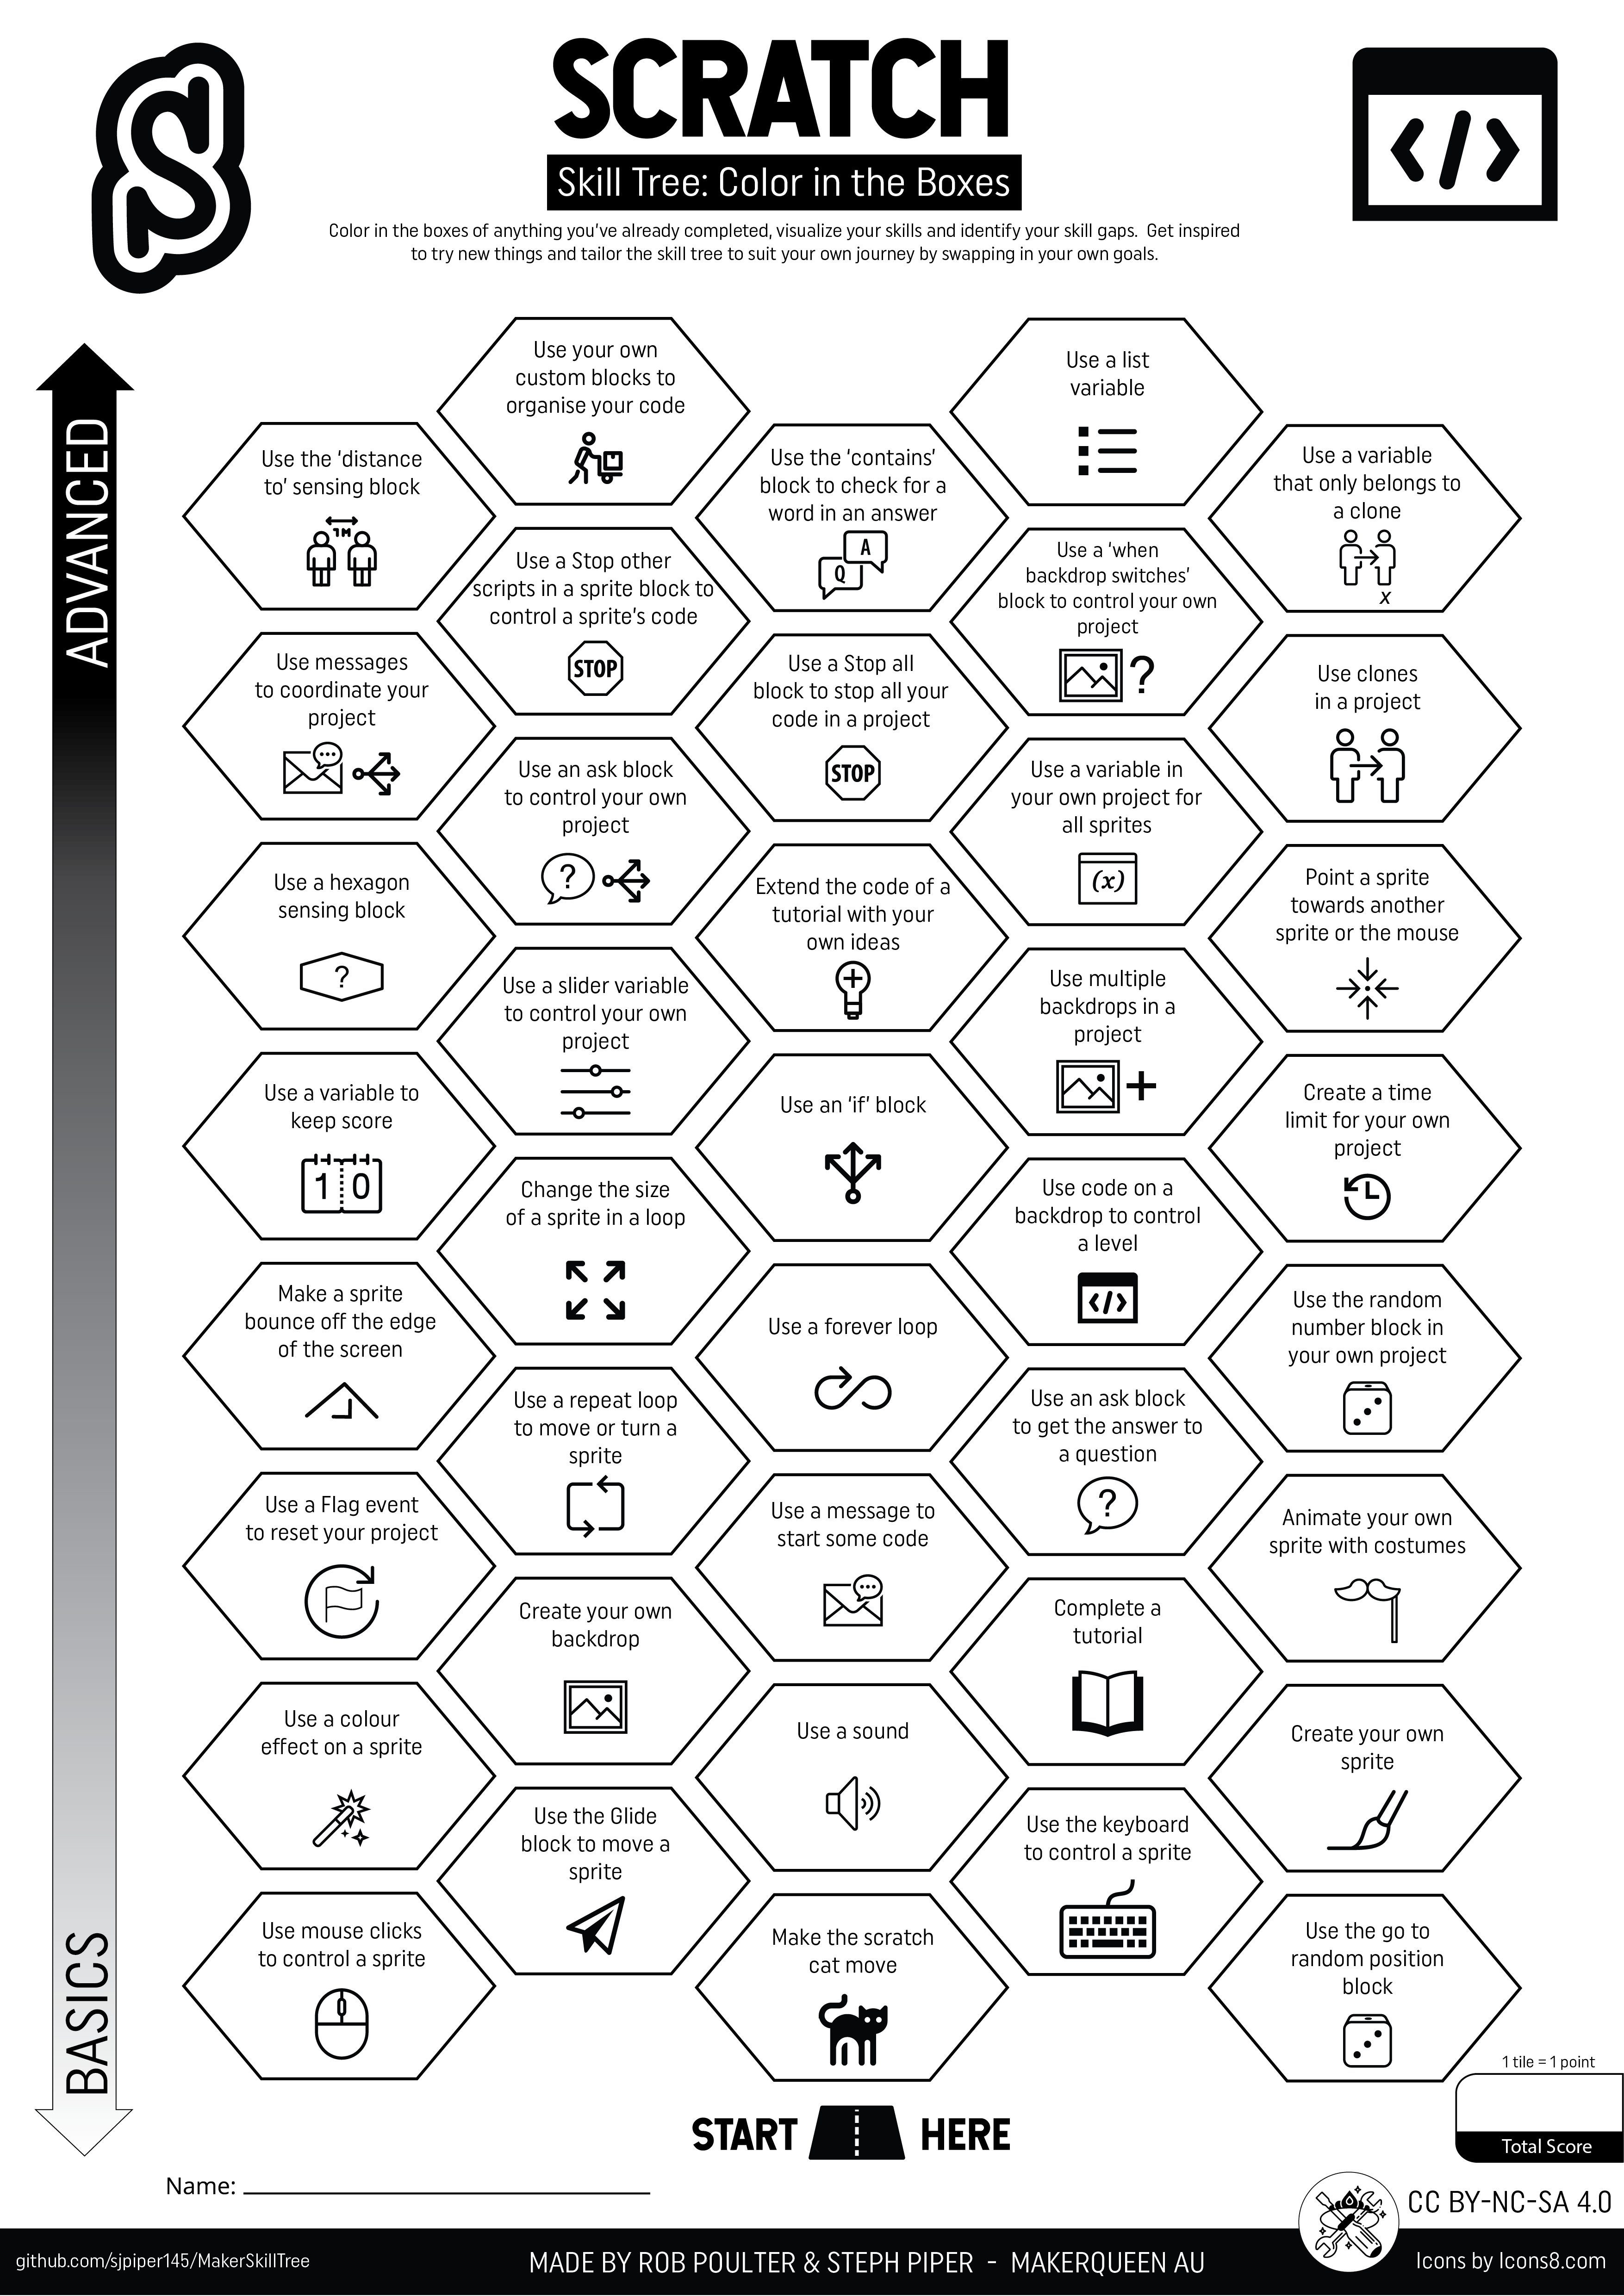 S
SCRATCH
</>
Skill Tree: Color in the Boxes
Color in the boxes of anything you've already completed, visualize your skills and identify your skill gaps. Get inspired
to try new things and tailor the skill tree to suit your own journey by swapping in your own goals.
ADVANCED
BASICS
Use your own
custom blocks to
organise your code
Use a list
variable
Use the 'distance
to' sensing block
1M
Use the 'contains'
block to check for a
word in an answer
A
Q
Use a variable
that only belongs to
a clone
x
Use a Stop other
scripts in a sprite block to
control a sprite's code
STOP
Use a 'when
backdrop switches'
block to control your own
project
?
Use messages
to coordinate your
project
Use a Stop all
block to stop all your
code in a project
STOP
Use clones
in a project
Use an ask block
to control your own
project
?
Use a variable in
your own project for
all sprites
(x)
Use a hexagon
sensing block
?
Extend the code of a
tutorial with your
own ideas
Point a sprite
towards another
sprite or the mouse
Use a slider variable
to control your own
project
Use multiple
backdrops in a
project
Use a variable to
keep score
1 0
Use an 'if' block
Create a time
limit for your own
project
Change the size
of a sprite in a loop
Use code on a
backdrop to control
a level
</>
Make a sprite
bounce off the edge
of the screen
Use a forever loop
Use the random
number block in
your own project
Use a repeat loop
to move or turn a
sprite
Use an ask block
to get the answer to
a question
?
Use a Flag event
to reset your project
Use a message to
start some code
Animate your own
sprite with costumes
Create your own
backdrop
Complete a
tutorial
Use a colour
effect on a sprite
Use a sound
Create your own
sprite
Use the Glide
block to move a
sprite
Use the keyboard
to control a sprite
Use mouse clicks
to control a sprite
Make the scratch
cat move
Use the go to
random position
block
1 tile = 1 point
Total Score
START HERE
Name:
CC BY-NC-SA 4.0
github.com/sjpiper145/MakerSkillTree
MADE BY ROB POULTER & STEPH PIPER - MAKERQUEEN AU
Icons by Icons8.com